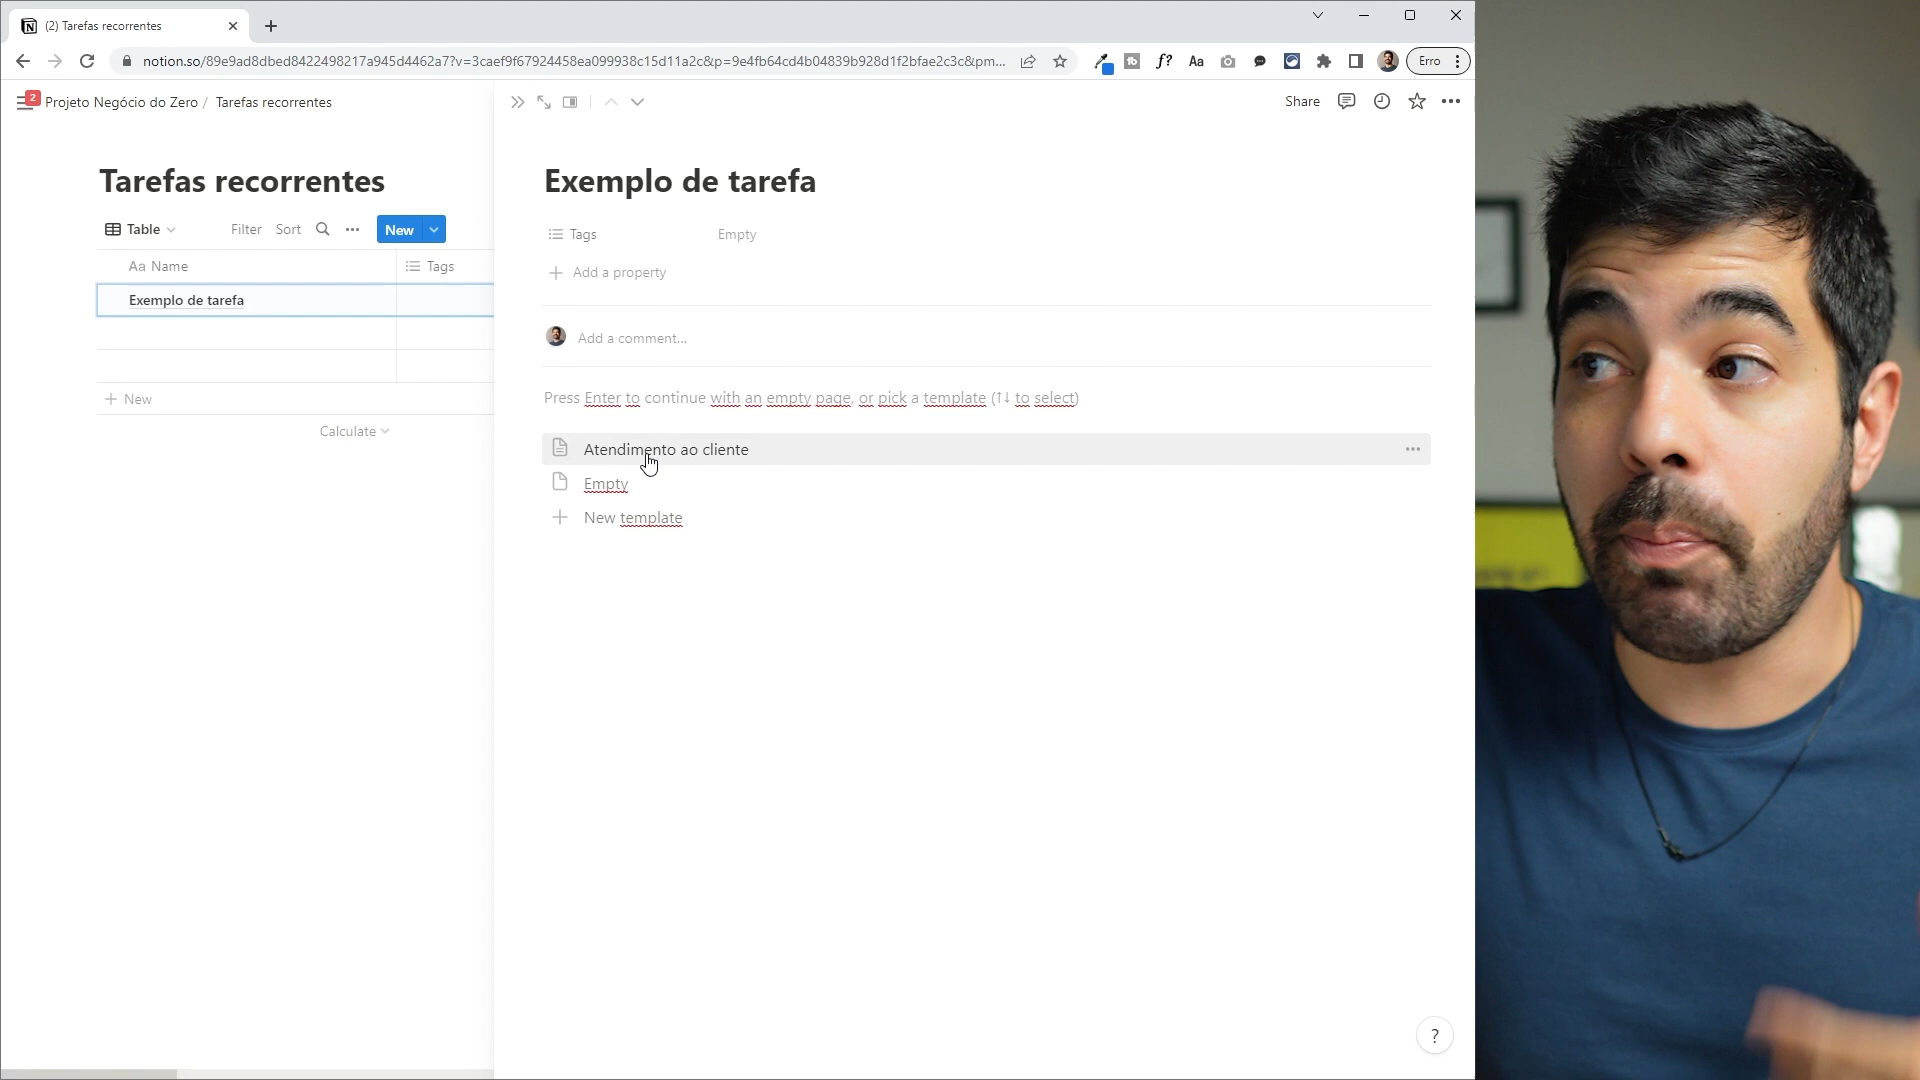 (2) Tarefas recorrentes
notion.so/89e9ad8dbed8422498217a945d4462a7?v=3caef9f67924458ea099938c15d11a2c&p=9e4fb64cd4b04839b928d1f2bfae2c3c&pm...
f?
Aa
Erro
2
Projeto Negócio do Zero / Tarefas recorrentes
Share
Tarefas recorrentes
Table
Filter
Sort
New
Aa Name
Tags
Exemplo de tarefa
New
Calculate
Exemplo de tarefa
Tags
Empty
Add a property
Add a comment...
Press Enter to continue with an empty page, or pick a template (↑↓ to select)
Atendimento ao cliente
Empty
New template
?